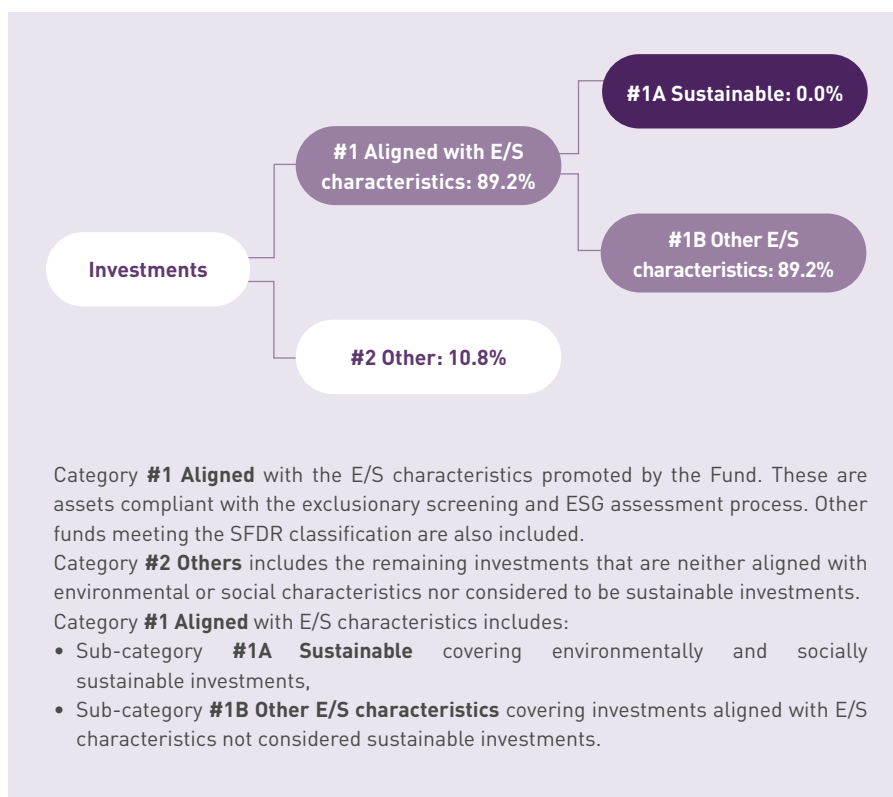 #1A Sustainable: 0.0%
#1 Aligned with E/S
characteristics: 89.2%
#1B Other E/S
characteristics: 89.2%
Investments
#2 Other: 10.8%
Category #1 Aligned with the E/S characteristics promoted by the Fund. These are
assets compliant with the exclusionary screening and ESG assessment process. Other
funds meeting the SFDR classification are also included.
Category #2 Others includes the remaining investments that are neither aligned with
environmental or social characteristics nor considered to be sustainable investments.
Category #1 Aligned with E/S characteristics includes:
• Sub-category #1A Sustainable covering environmentally and socially
sustainable investments,
• Sub-category #1B Other E/S characteristics covering investments aligned with E/S
characteristics not considered sustainable investments.